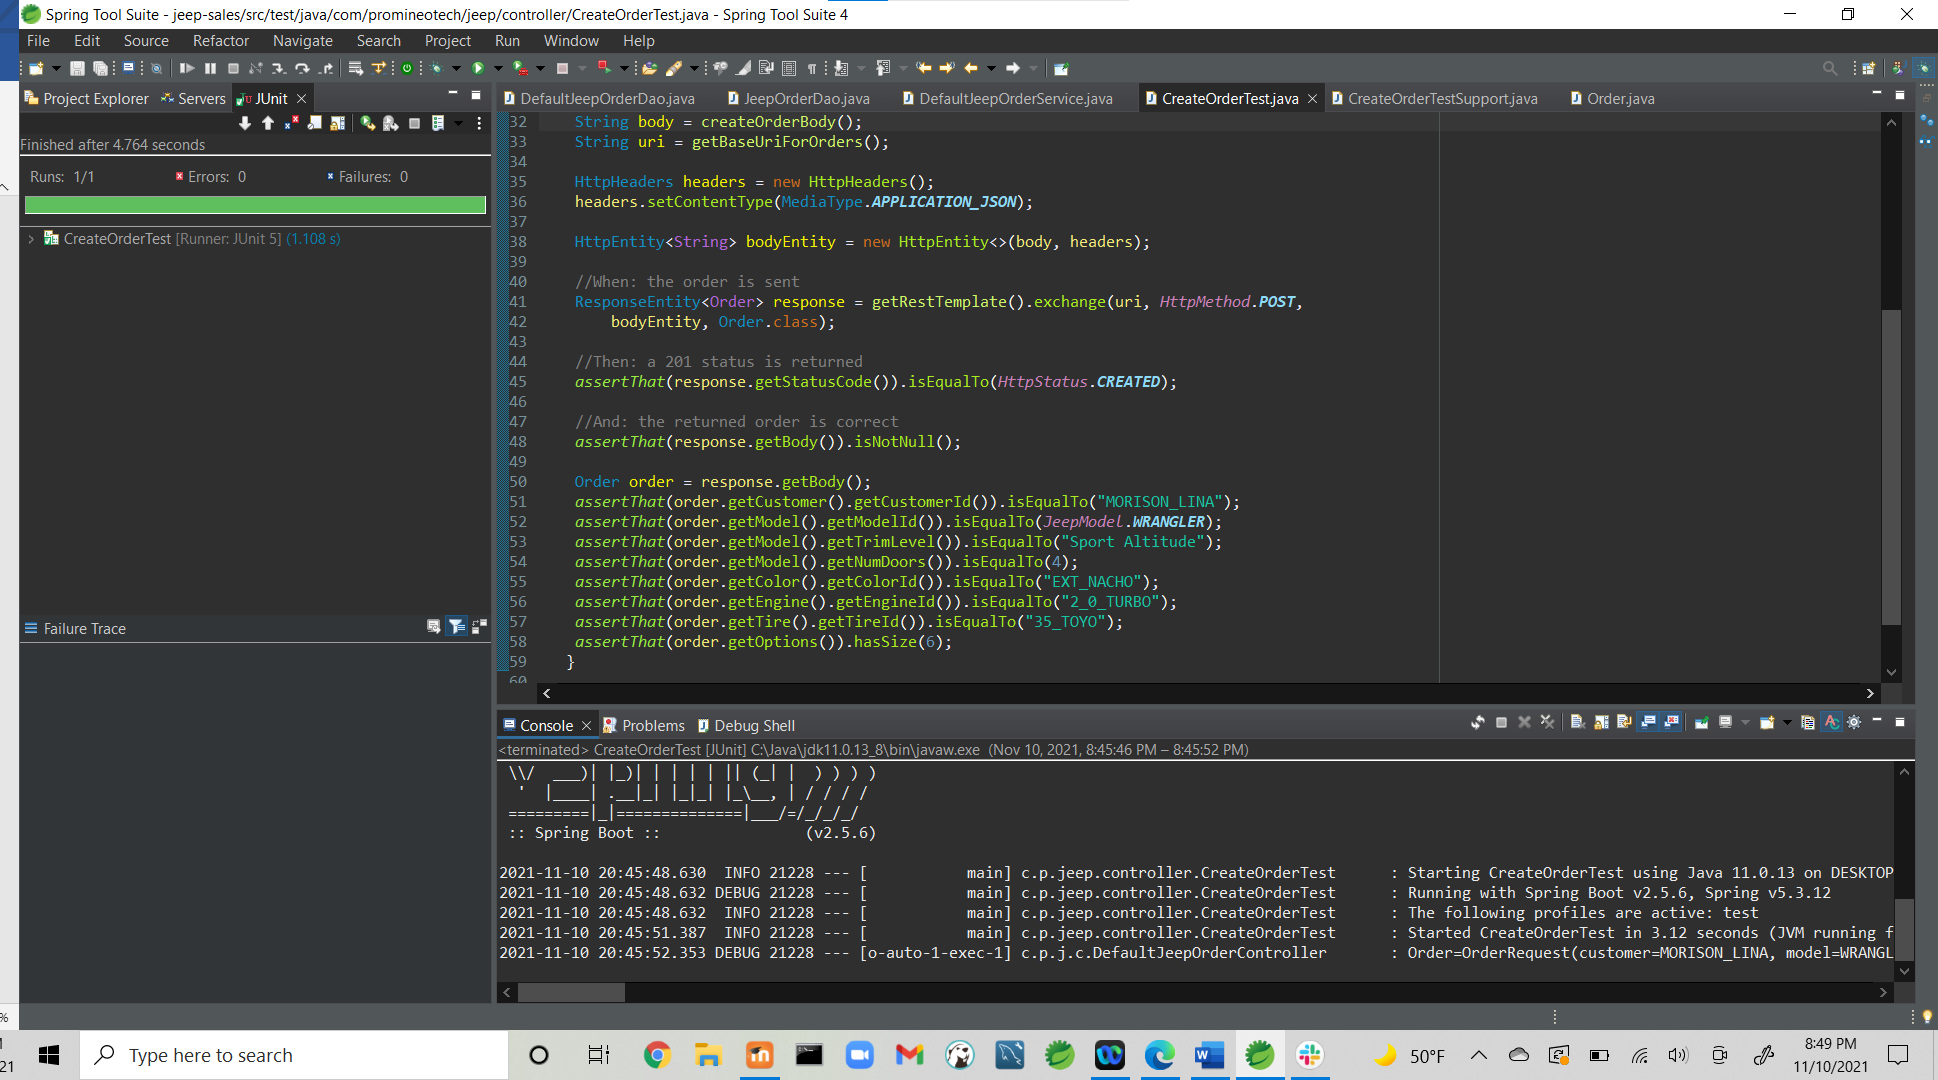 Spring Tool Suite - jeep-sales/src/test/java/com/promineotech/jeep/controller/CreateOrderTest.java - Spring Tool Suite 4
File Edit Source Refactor Navigate Search Project Run Window Help
Project Explorer Servers JUnit
Finished after 4.764 seconds
Runs: 1/1 Errors: 0 Failures: 0
CreateOrderTest [Runner: JUnit 5] (1.108 s)
Failure Trace
DefaultJeepOrderDao.java JeepOrderDao.java DefaultJeepOrderService.java CreateOrderTest.java CreateOrderTestSupport.java Order.java
32 String body = createOrderBody();
33 String uri = getBaseUriForOrders();
34
35 HttpHeaders headers = new HttpHeaders();
36 headers.setContentType(MediaType.APPLICATION_JSON);
37
38 HttpEntity<String> bodyEntity = new HttpEntity<>(body, headers);
39
40 //When: the order is sent
41 ResponseEntity<Order> response = getRestTemplate().exchange(uri, HttpMethod.POST,
42 bodyEntity, Order.class);
43
44 //Then: a 201 status is returned
45 assertThat(response.getStatusCode()).isEqualTo(HttpStatus.CREATED);
46
47 //And: the returned order is correct
48 assertThat(response.getBody()).isNotNull();
49
50 Order order = response.getBody();
51 assertThat(order.getCustomer().getCustomerId()).isEqualTo("MORISON_LINA");
52 assertThat(order.getModel().getModelId()).isEqualTo(JeepModel.WRANGLER);
53 assertThat(order.getModel().getTrimLevel()).isEqualTo("Sport Altitude");
54 assertThat(order.getModel().getNumDoors()).isEqualTo(4);
55 assertThat(order.getColor().getColorId()).isEqualTo("EXT_NACHO");
56 assertThat(order.getEngine().getEngineId()).isEqualTo("2_0_TURBO");
57 assertThat(order.getTire().getTireId()).isEqualTo("35_TOYO");
58 assertThat(order.getOptions()).hasSize(6);
59 }
60
Console Problems Debug Shell
<terminated> CreateOrderTest [JUnit] C:\Java\jdk11.0.13_8\bin\javaw.exe (Nov 10, 2021, 8:45:46 PM – 8:45:52 PM)
\\/ ___)| |_)| | | | | || (_| | ) ) ) )
' |____| .__|_| |_|_| |_\__, | / / / /
=========|_|==============|___/=/_/_/_/
:: Spring Boot :: (v2.5.6)
2021-11-10 20:45:48.630 INFO 21228 --- [ main] c.p.jeep.controller.CreateOrderTest : Starting CreateOrderTest using Java 11.0.13 on DESKTOP
2021-11-10 20:45:48.632 DEBUG 21228 --- [ main] c.p.jeep.controller.CreateOrderTest : Running with Spring Boot v2.5.6, Spring v5.3.12
2021-11-10 20:45:48.632 INFO 21228 --- [ main] c.p.jeep.controller.CreateOrderTest : The following profiles are active: test
2021-11-10 20:45:51.387 INFO 21228 --- [ main] c.p.jeep.controller.CreateOrderTest : Started CreateOrderTest in 3.12 seconds (JVM running f
2021-11-10 20:45:52.353 DEBUG 21228 --- [o-auto-1-exec-1] c.p.j.c.DefaultJeepOrderController : Order=OrderRequest(customer=MORISON_LINA, model=WRANGL
%
21
Type here to search
50°F
8:49 PM
11/10/2021